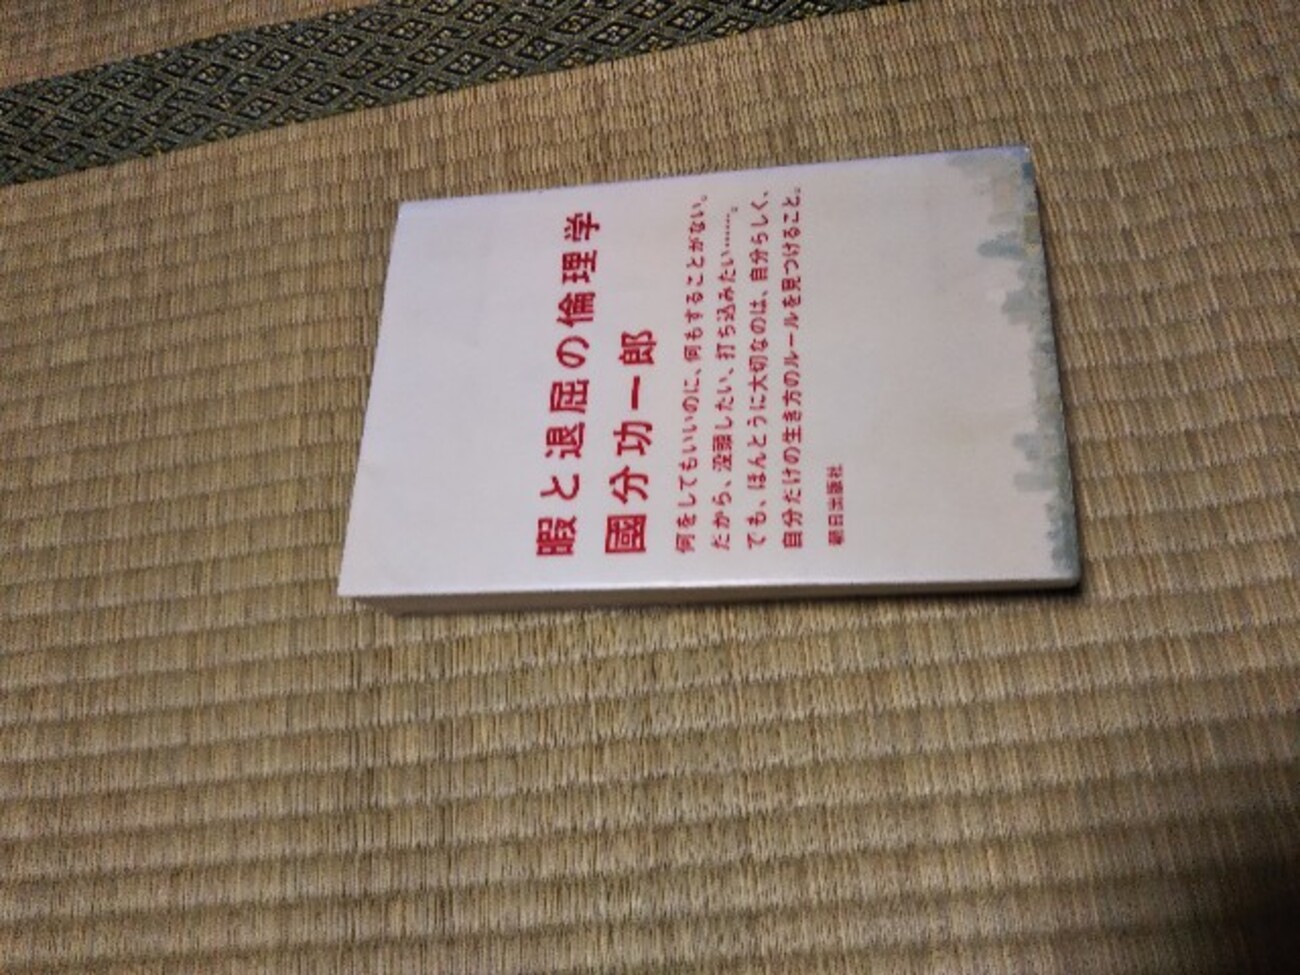 暇と退屈の倫理学
國分功一郎
何をしてもいいのに、何もすることがない。
だから、没頭したい、打ち込みたい……。
でも、ほんとうに大切なのは、自分らしく、
自分だけの生き方のルールを見つけること。
朝日出版社